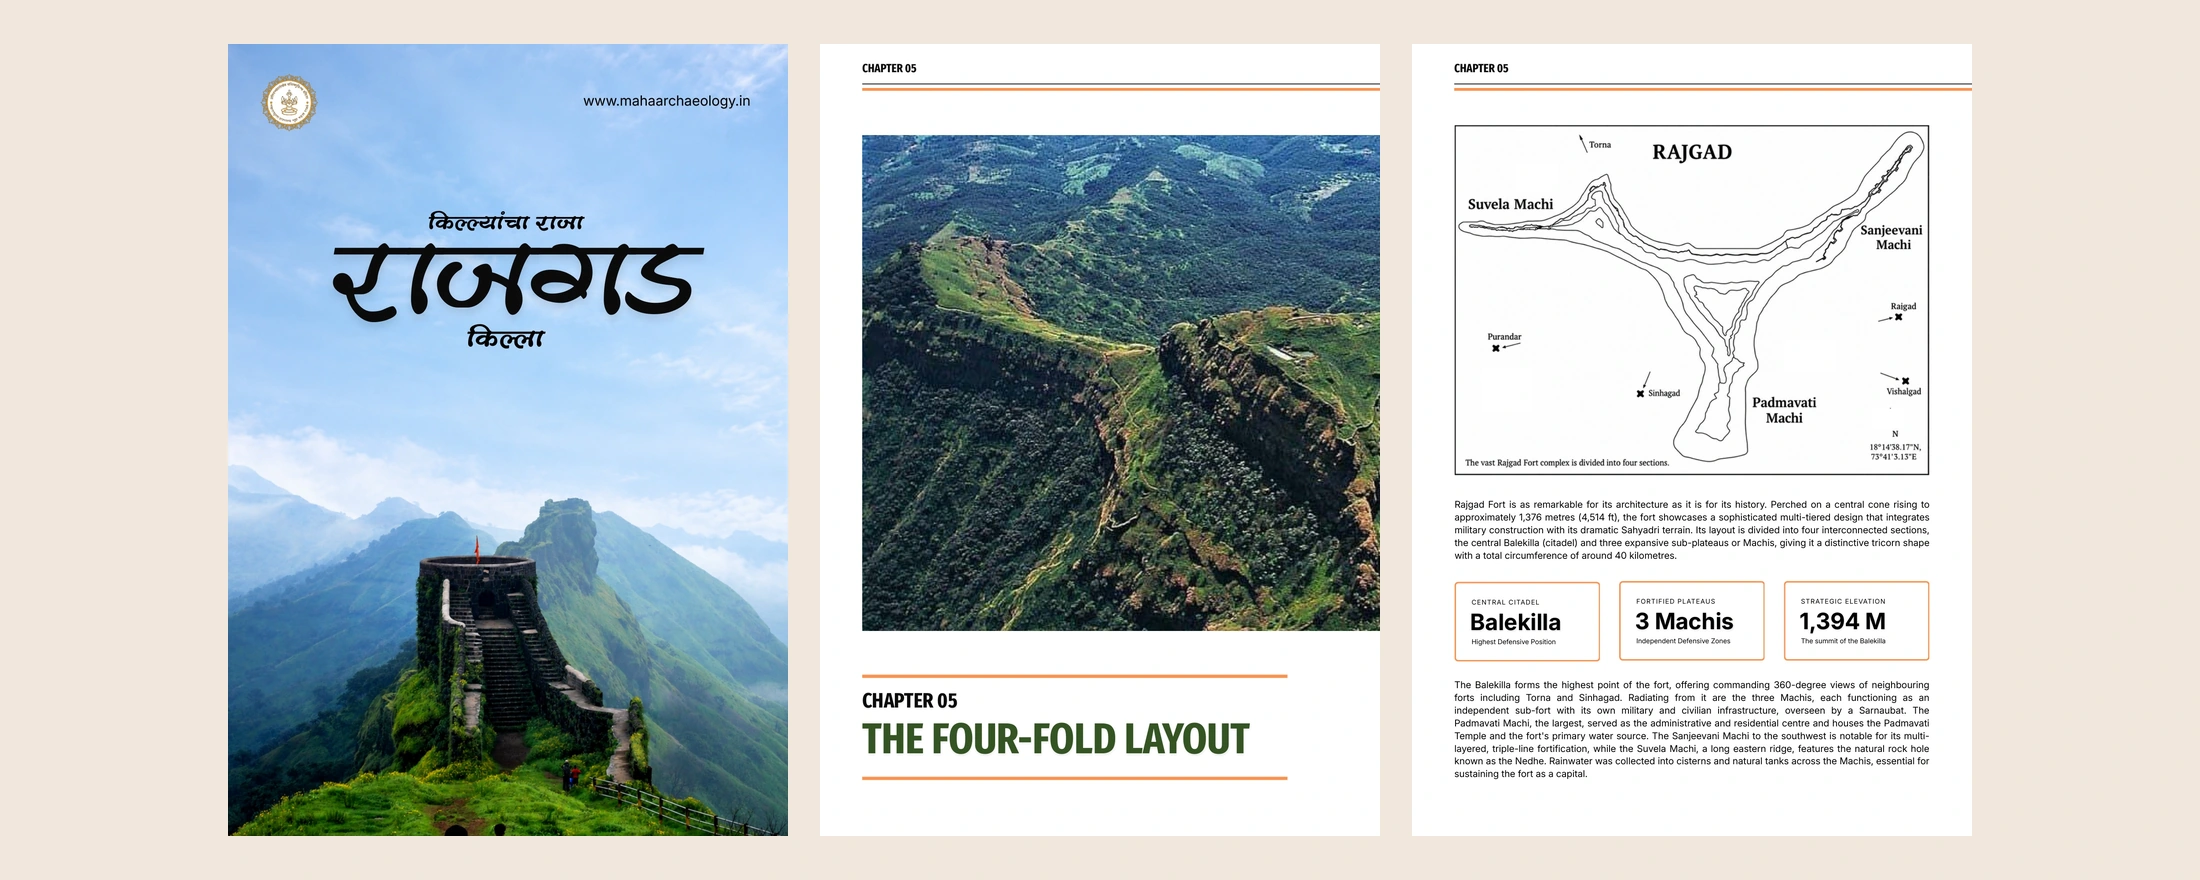 www.mahaarchaeology.in
किल्ल्यांचा राजा
राजगड
किल्ला
CHAPTER 05
CHAPTER 05
THE FOUR-FOLD LAYOUT
CHAPTER 05
Torna
RAJGAD
Suvela Machi
Sanjeevani
Machi
Rajgad
Purandar
Sinhagad
Vishalgad
Padmavati
Machi
N
18°14'38.17"N,
73°41'3.13"E
The vast Rajgad Fort complex is divided into four sections.
Rajgad Fort is as remarkable for its architecture as it is for its history. Perched on a central cone rising to
approximately 1,376 metres (4,514 ft), the fort showcases a sophisticated multi-tiered design that integrates
military construction with its dramatic Sahyadri terrain. Its layout is divided into four interconnected sections,
the central Balekilla (citadel) and three expansive sub-plateaus or Machis, giving it a distinctive tricorn shape
with a total circumference of around 40 kilometres.
CENTRAL CITADEL
Balekilla
Highest Defensive Position
FORTIFIED PLATEAUS
3 Machis
Independent Defensive Zones
STRATEGIC ELEVATION
1,394 M
The summit of the Balekilla
The Balekilla forms the highest point of the fort, offering commanding 360-degree views of neighbouring
forts including Torna and Sinhagad. Radiating from it are the three Machis, each functioning as an
independent sub-fort with its own military and civilian infrastructure, overseen by a Sarnaubat. The
Padmavati Machi, the largest, served as the administrative and residential centre and houses the Padmavati
Temple and the fort's primary water source. The Sanjeevani Machi to the southwest is notable for its multi-
layered, triple-line fortification, while the Suvela Machi, a long eastern ridge, features the natural rock hole
known as the Nedhe. Rainwater was collected into cisterns and natural tanks across the Machis, essential for
sustaining the fort as a capital.